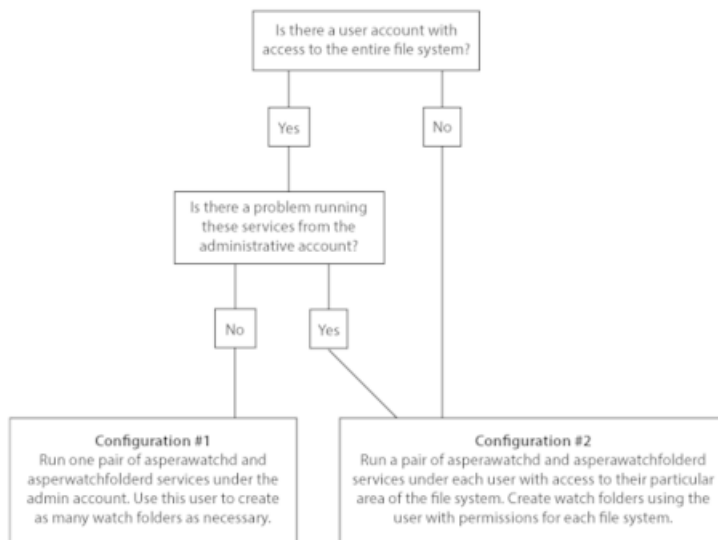 Is there a user account with
access to the entire file system?
Yes
No
Is there a problem running
these services from the
administrative account?
No
Yes
Configuration #1
Run one pair of asperawatchd and
asperwatchfolderd services under the
admin account. Use this user to create
as many watch folders as necessary.
Configuration #2
Run a pair of asperawatchd and asperawatchfolderd
services under each user with access to their particular
area of the file system. Create watch folders using the
user with permissions for each file system.